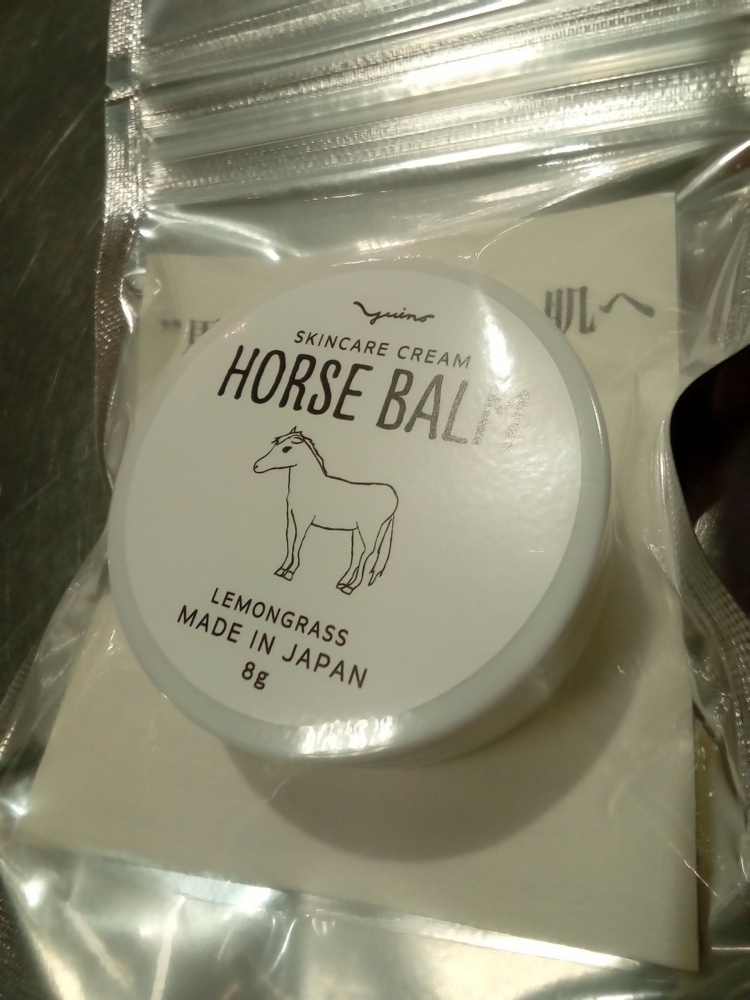 yuino
SKINCARE CREAM
HORSE BALM
LEMONGRASS
MADE IN JAPAN
8g
肌へ